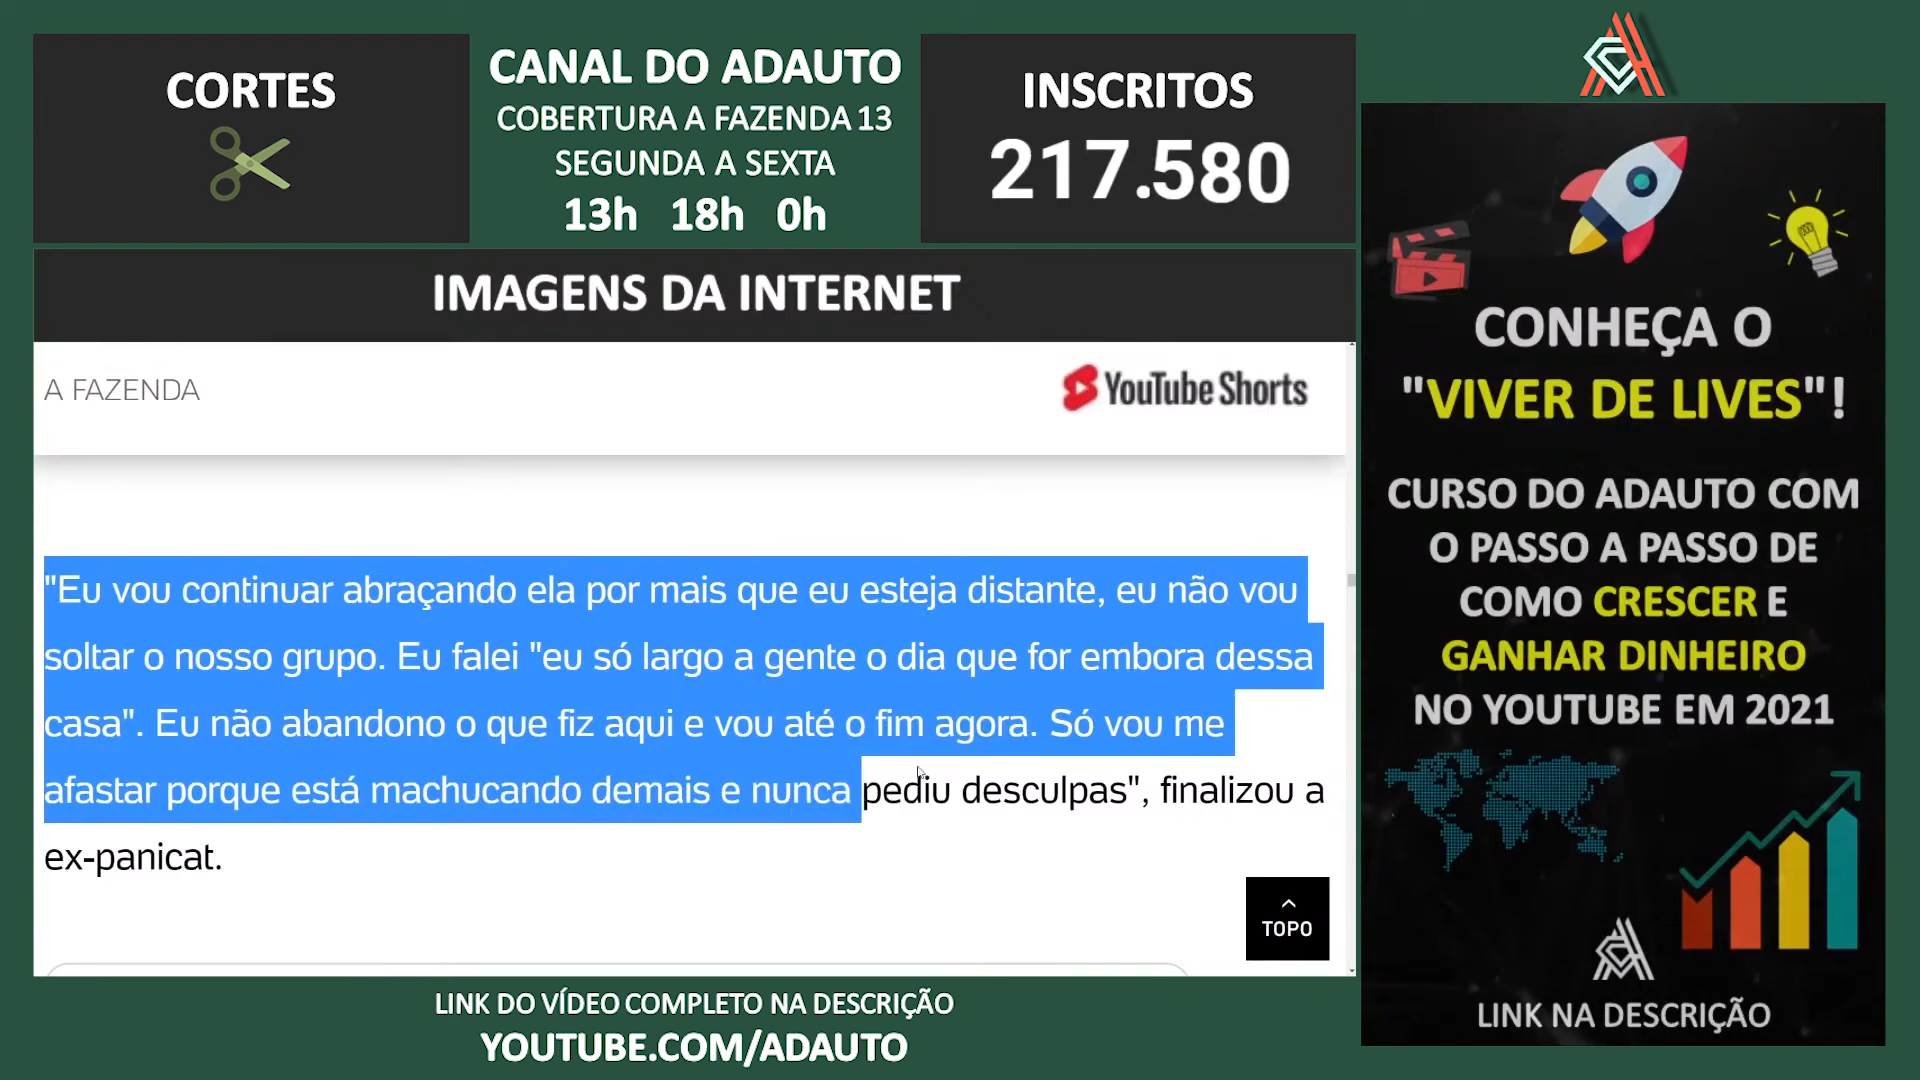 CORTES
CANAL DO ADAUTO
COBERTURA A FAZENDA 13
SEGUNDA A SEXTA
13h 18h 0h
INSCRITOS
217.580
IMAGENS DA INTERNET
A FAZENDA
YouTube Shorts
"Eu vou continuar abraçando ela por mais que eu esteja distante, eu não vou
soltar o nosso grupo. Eu falei "eu só largo a gente o dia que for embora dessa
casa". Eu não abandono o que fiz aqui e vou até o fim agora. Só vou me
afastar porque está machucando demais e nunca pediu desculpas", finalizou a
ex-panicat.
TOPO
LINK DO VÍDEO COMPLETO NA DESCRIÇÃO
YOUTUBE.COM/ADAUTO
CONHEÇA O
"VIVER DE LIVES"!
CURSO DO ADAUTO COM
O PASSO A PASSO DE
COMO CRESCER E
GANHAR DINHEIRO
NO YOUTUBE EM 2021
LINK NA DESCRIÇÃO